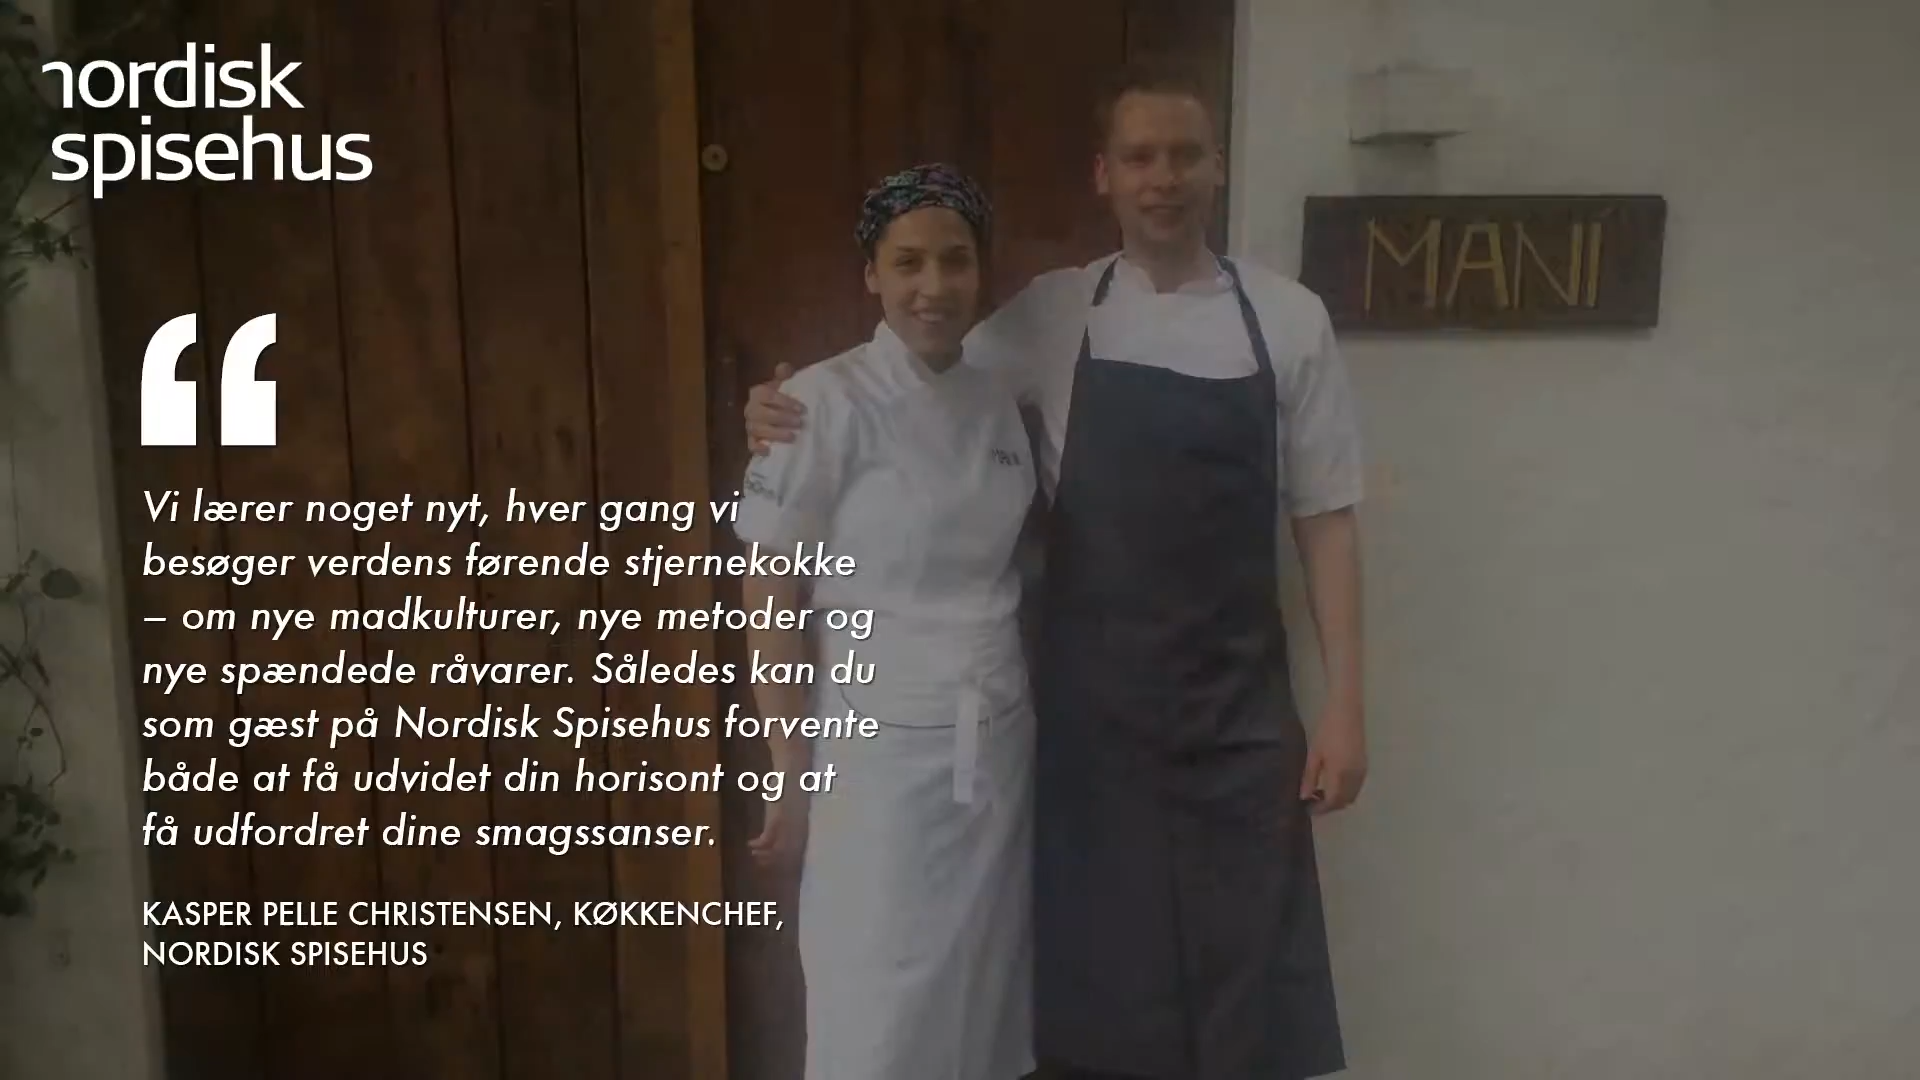 nordisk
spisehus
MANÍ
MANÍ
“
Vi lærer noget nyt, hver gang vi
besøger verdens førende stjernekokke
– om nye madkulturer, nye metoder og
nye spændede råvarer. Således kan du
som gæst på Nordisk Spisehus forvente
både at få udvidet din horisont og at
få udfordret dine smagssanser.
KASPER PELLE CHRISTENSEN, KØKKENCHEF,
NORDISK SPISEHUS